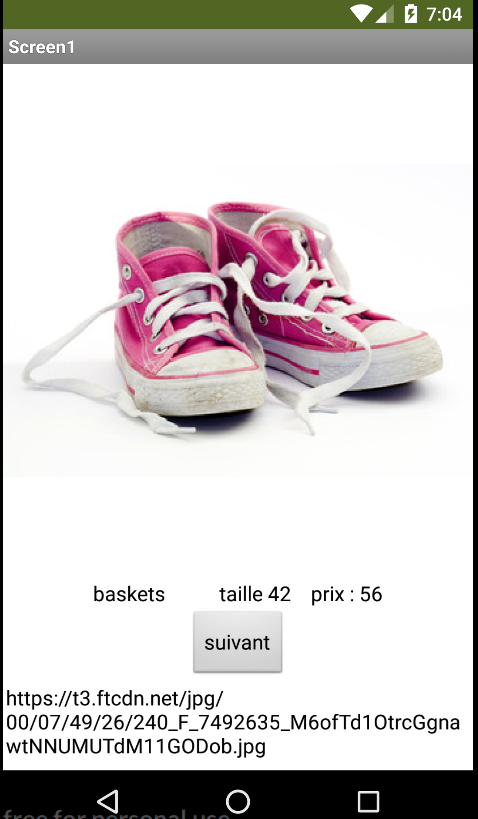 7:04
Screen1
baskets taille 42 prix : 56
suivant
https://t3.ftcdn.net/jpg/
00/07/49/26/240_F_7492635_M6ofTd1OtrcGgna
wtNNUMUTdM11GODob.jpg
free for personal use